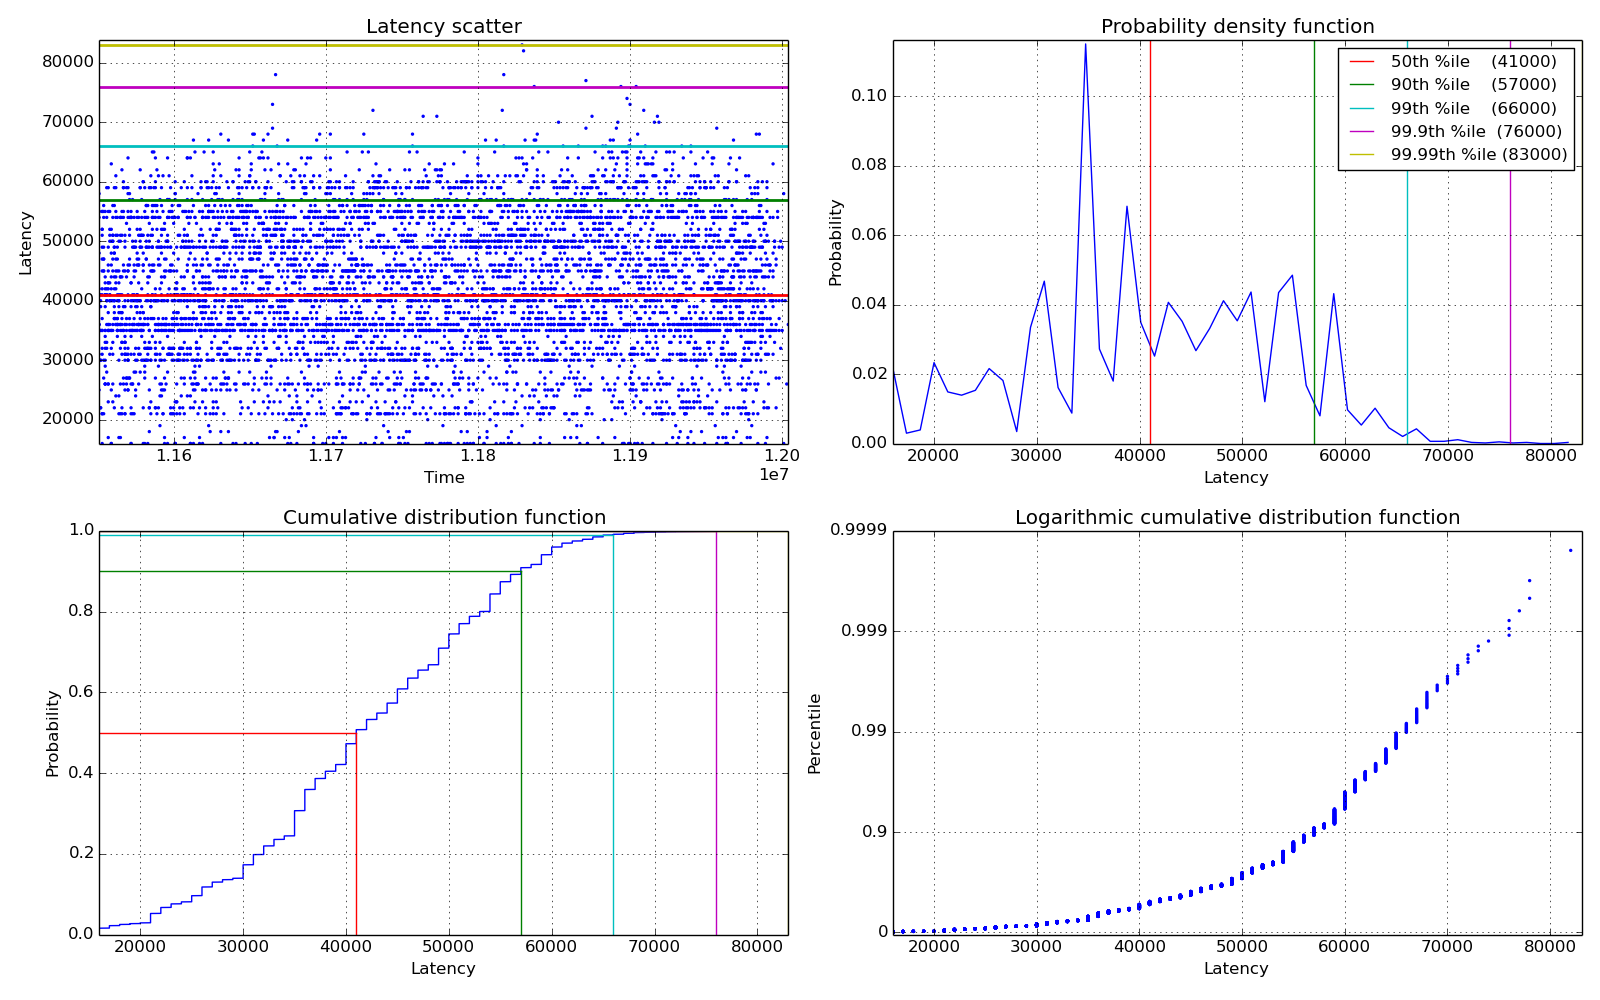 Latency scatter
80000
70000
60000
50000
40000
30000
20000
Latency
1.16 1.17 1.18 1.19 1.20
1e7
Time
Probability density function
0.10
0.08
0.06
0.04
0.02
0.00
Probability
50th %ile (41000)
90th %ile (57000)
99th %ile (66000)
99.9th %ile (76000)
99.99th %ile (83000)
20000 30000 40000 50000 60000 70000 80000
Latency
Cumulative distribution function
1.0
0.8
0.6
0.4
0.2
0.0
Probability
20000 30000 40000 50000 60000 70000 80000
Latency
Logarithmic cumulative distribution function
0.9999
0.999
0.99
0.9
0
Percentile
20000 30000 40000 50000 60000 70000 80000
Latency